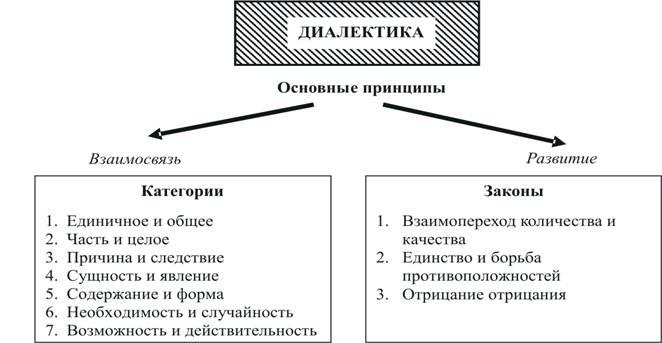 ДИАЛЕКТИКА
Основные принципы
Взаимосвязь
Развитие
Категории
1. Единичное и общее
2. Часть и целое
3. Причина и следствие
4. Сущность и явление
5. Содержание и форма
6. Необходимость и случайность
7. Возможность и действительность
Законы
1. Взаимопереход количества и
качества
2. Единство и борьба
противоположностей
3. Отрицание отрицания